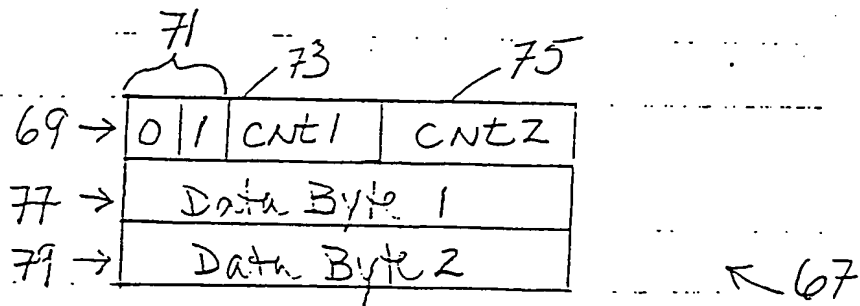 71
73
75
69 → 0 1 CNt1 CNt2
77 → Data Byte 1
79 → Data Byte 2
67